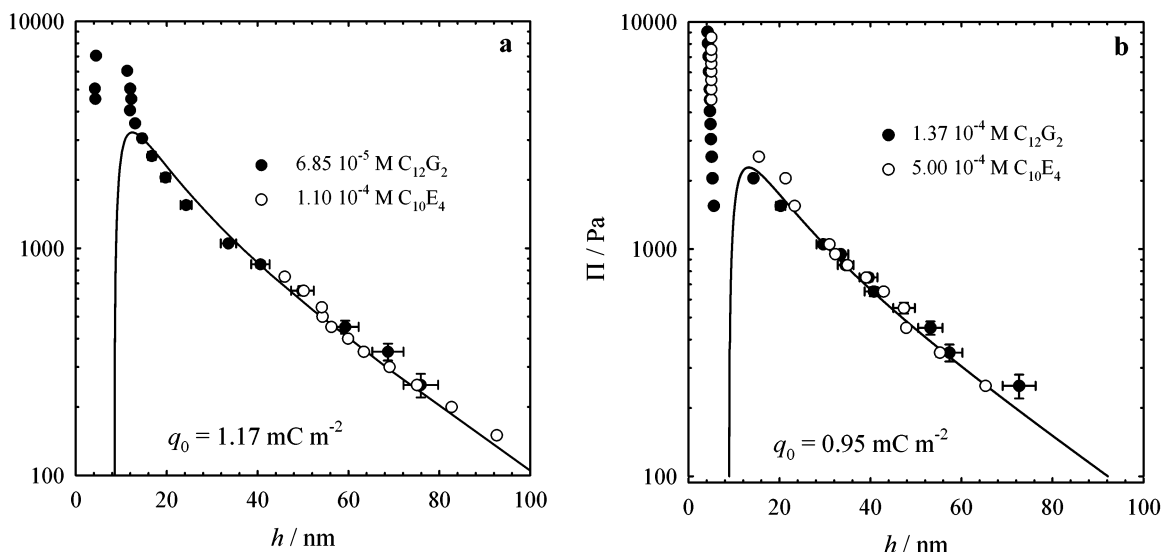 10000
1000
100
a
● 6.85 10⁻⁵ M C₁₂G₂
○ 1.10 10⁻⁴ M C₁₀E₄
q₀ = 1.17 mC m⁻²
0 20 40 60 80 100
h / nm
Π / Pa
10000
1000
100
b
● 1.37 10⁻⁴ M C₁₂G₂
○ 5.00 10⁻⁴ M C₁₀E₄
q₀ = 0.95 mC m⁻²
0 20 40 60 80 100
h / nm